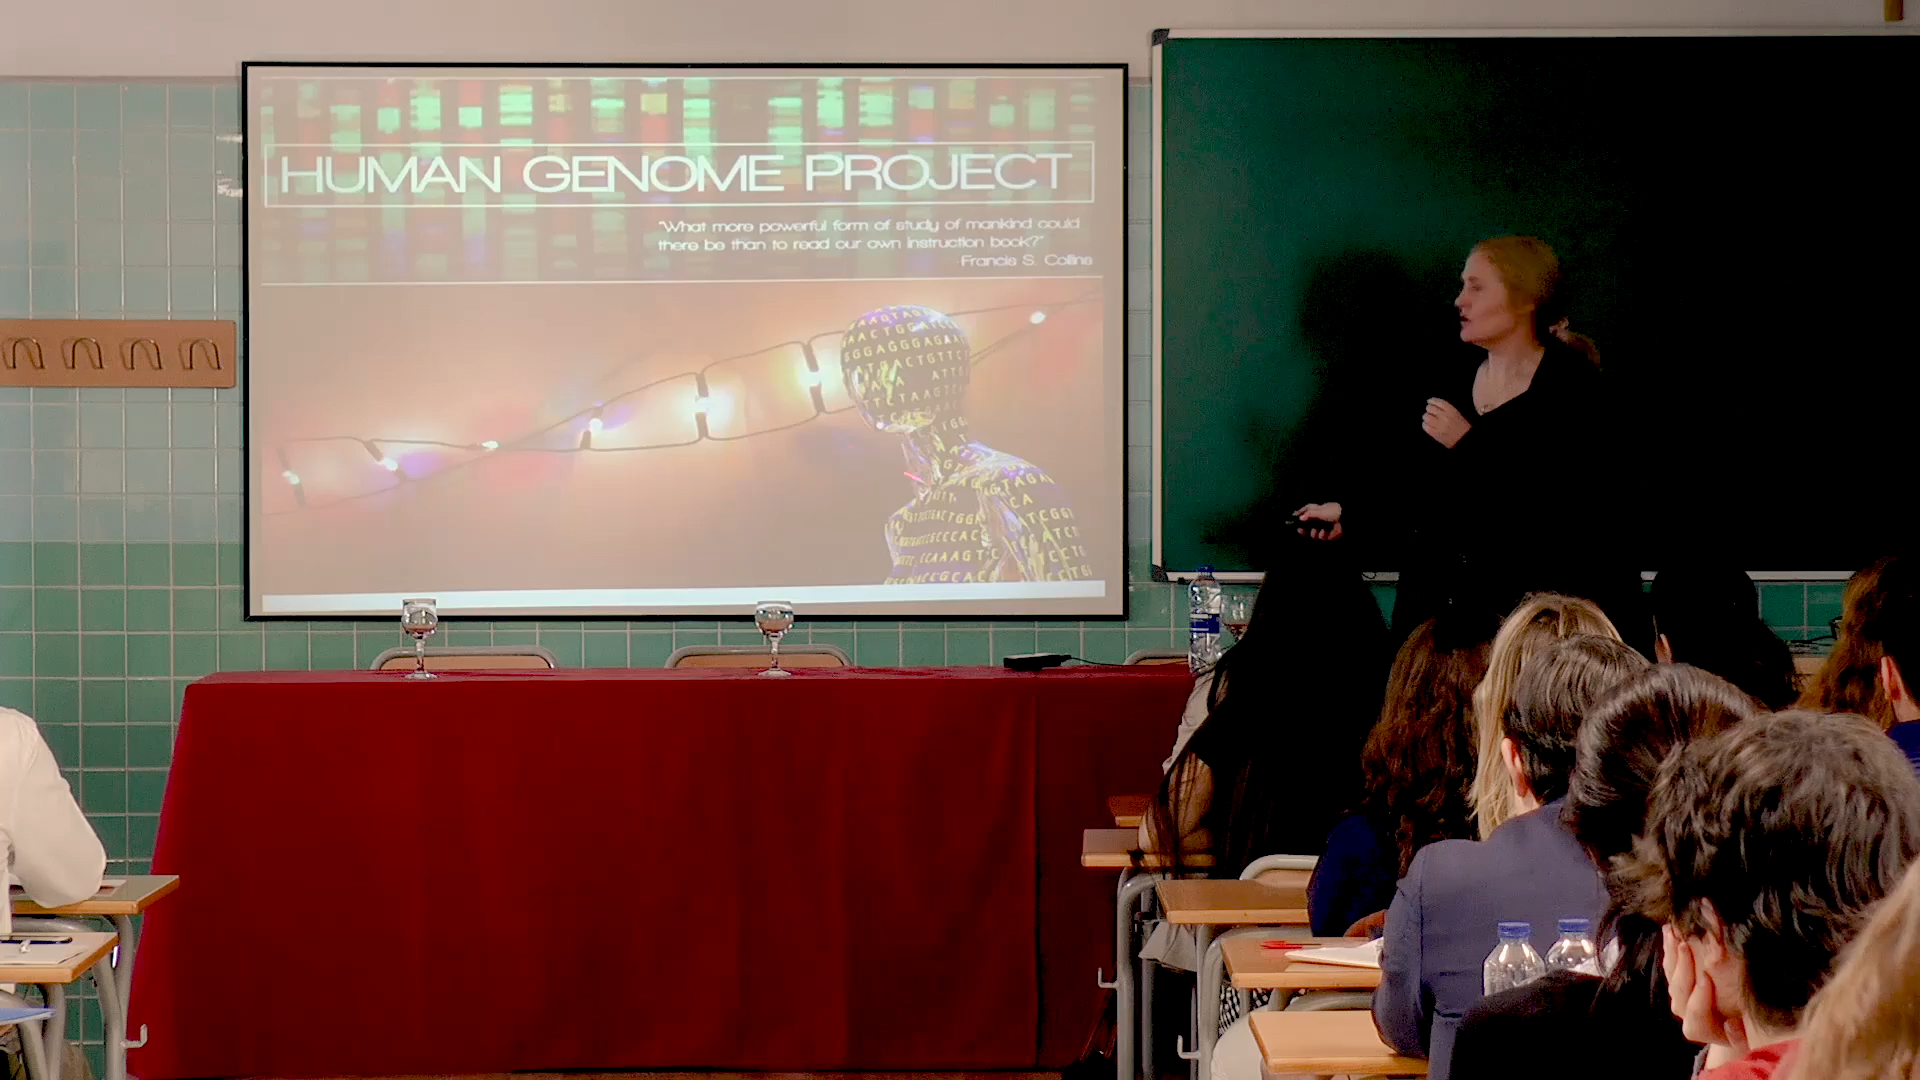 HUMAN GENOME PROJECT
"What more powerful form of study of mankind could
there be than to read our own instruction book?"
Francis S. Collins